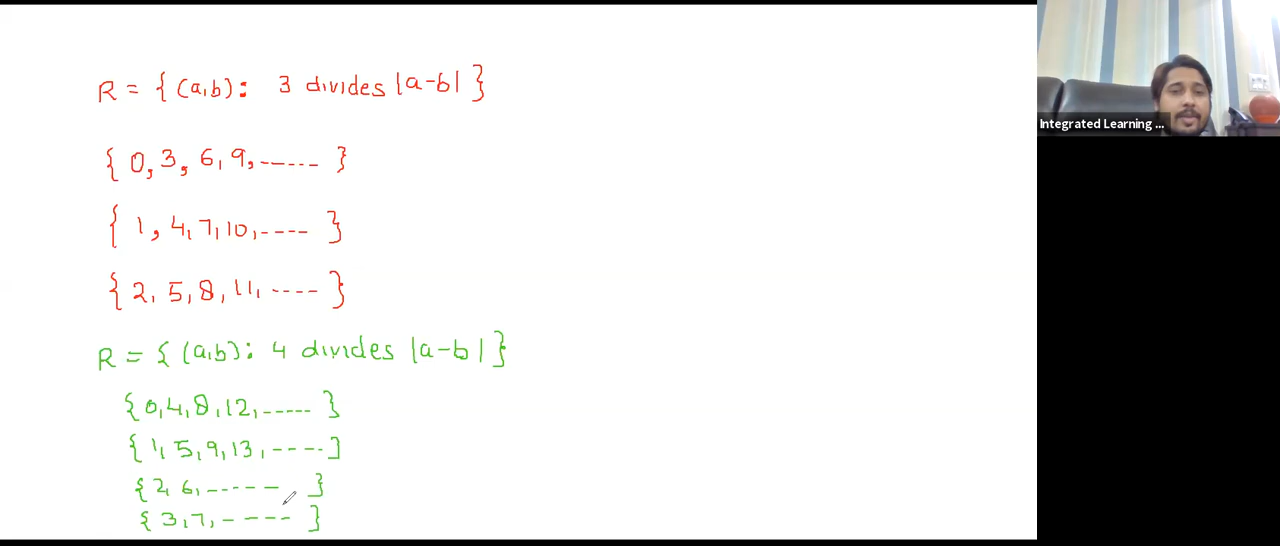 R = { (a,b): 3 divides |a-b| }
{ 0, 3, 6, 9, ------ }
{ 1, 4, 7, 10, ---- }
{ 2, 5, 8, 11, ---- }
R = { (a,b): 4 divides |a-b| }
{ 0, 4, 8, 12, ----- }
{ 1, 5, 9, 13, ---- ]
{ 2, 6, ----- }
{ 3, 7, ----- }
Integrated Learning ...